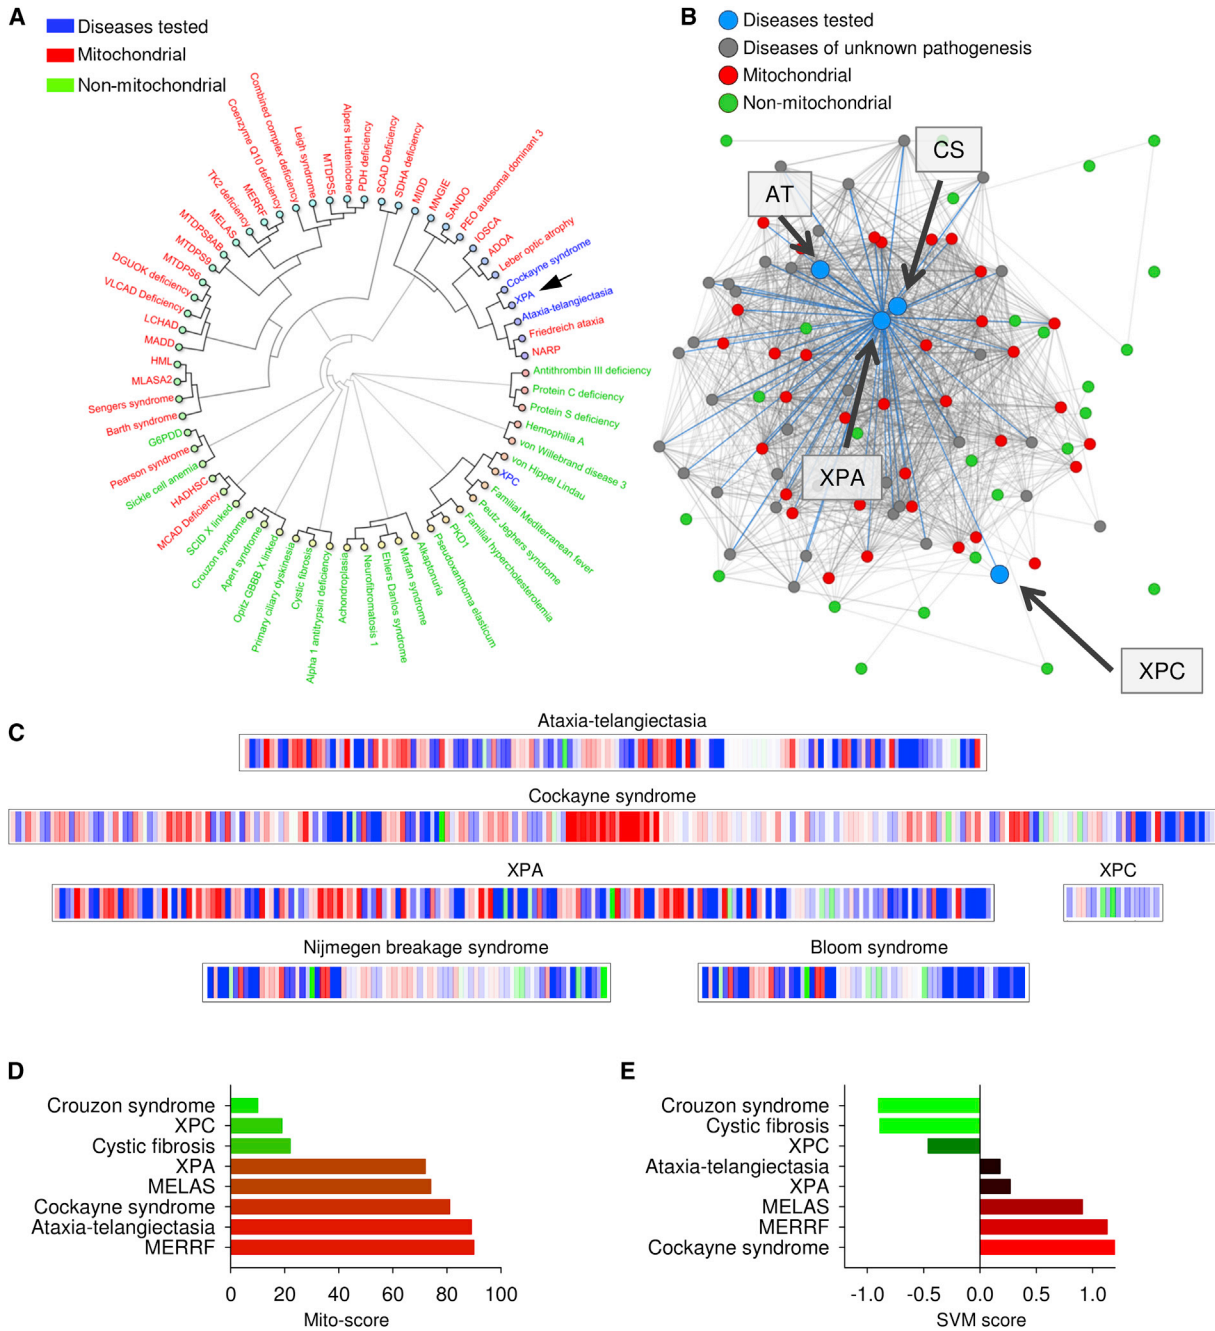 A
Diseases tested
Mitochondrial
Non-mitochondrial
Combined complex deficiency
Coenzyme Q10 deficiency
Leigh syndrome
MTDPS5
Alpers Huttenlocher
PDH deficiency
SCAD Deficiency
SDHA deficiency
MIDD
MNGIE
SANDO
PEO autosomal dominant 3
IOSCA
ADOA
Leber optic atrophy
Cockayne syndrome
XPA
Ataxia-telangiectasia
Friedreich ataxia
NARP
Antithrombin III deficiency
Protein C deficiency
Protein S deficiency
Hemophilia A
von Willebrand disease 3
von Hippel Lindau
XPC
Familial Mediterranean fever
Peutz Jeghers syndrome
Familial hypercholesterolemia
PKD1
Pseudoxanthoma elasticum
Alkaptonuria
Marfan syndrome
Ehlers Danlos syndrome
Neurofibromatosis 1
Achondroplasia
Alpha 1 antitrypsin deficiency
Cystic fibrosis
Primary ciliary dyskinesia
Opitz GBBB X linked
Apert syndrome
Crouzon syndrome
SCID X linked
MCAD Deficiency
HADHSC
Sickle cell anemia
Pearson syndrome
G6PDD
Barth syndrome
Sengers syndrome
MLASA2
HML
MADD
LCHAD
VLCAD Deficiency
DGUOK deficiency
MTDPS6
MTDPS9
MTDPS8AB
MELAS
TK2 deficiency
MERRF
B
Diseases tested
Diseases of unknown pathogenesis
Mitochondrial
Non-mitochondrial
CS
AT
XPA
XPC
C
Ataxia-telangiectasia
Cockayne syndrome
XPA
XPC
Nijmegen breakage syndrome
Bloom syndrome
D
Crouzon syndrome
XPC
Cystic fibrosis
XPA
MELAS
Cockayne syndrome
Ataxia-telangiectasia
MERRF
0 20 40 60 80 100
Mito-score
E
Crouzon syndrome
Cystic fibrosis
XPC
Ataxia-telangiectasia
XPA
MELAS
MERRF
Cockayne syndrome
-1.0 -0.5 0.0 0.5 1.0
SVM score